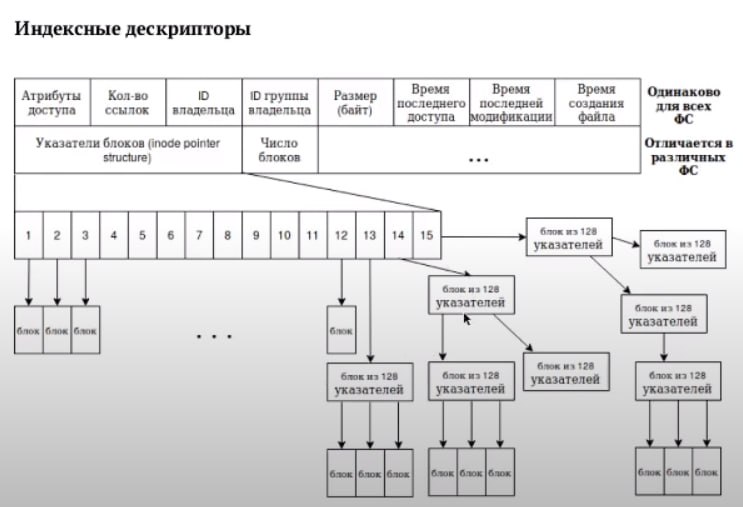 Индексные дескрипторы
Атрибуты
доступа
Кол-во
ссылок
ID
владельца
ID группы
владельца
Размер
(байт)
Время
последнего
доступа
Время
последней
модификации
Время
создания
файла
Одинаково
для всех
ФС
Указатели блоков (inode pointer
structure)
Число
блоков
...
Отличается в
различных
ФС
1 2 3 4 5 6 7 8 9 10 11 12 13 14 15
блок из 128
указателей
блок из 128
указателей
блок из 128
указателей
блок из 128
указателей
блок блок блок
...
блок
блок из 128
указателей
блок из 128
указателей
блок из 128
указателей
блок из 128
указателей
блок блок блок
блок блок блок
блок блок блок